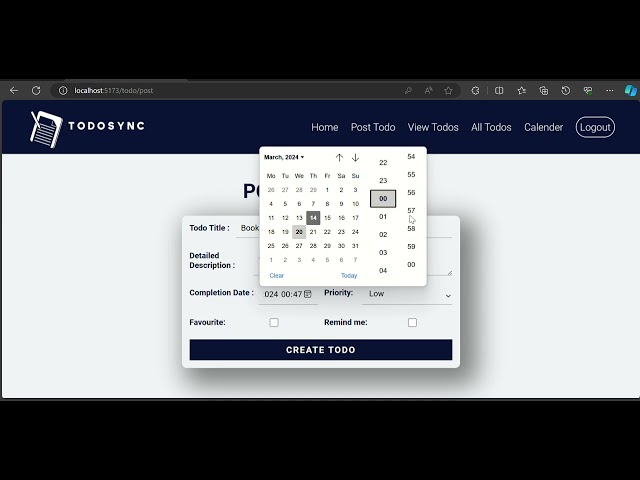 localhost:5173/todo/post
TODOSYNC
Home Post Todo View Todos All Todos Calender Logout
March, 2024
Mo Tu We Th Fr Sa Su
26 27 28 29 1 2 3
4 5 6 7 8 9 10
11 12 13 14 15 16 17
18 19 20 21 22 23 24
25 26 27 28 29 30 31
1 2 3 4 5 6 7
Clear Today
22
23
00
01
02
03
04
54
55
56
57
58
59
00
Todo Title : Book
Detailed
Description :
Completion Date : 024 00:47 Priority: Low
Favourite: Remind me:
CREATE TODO